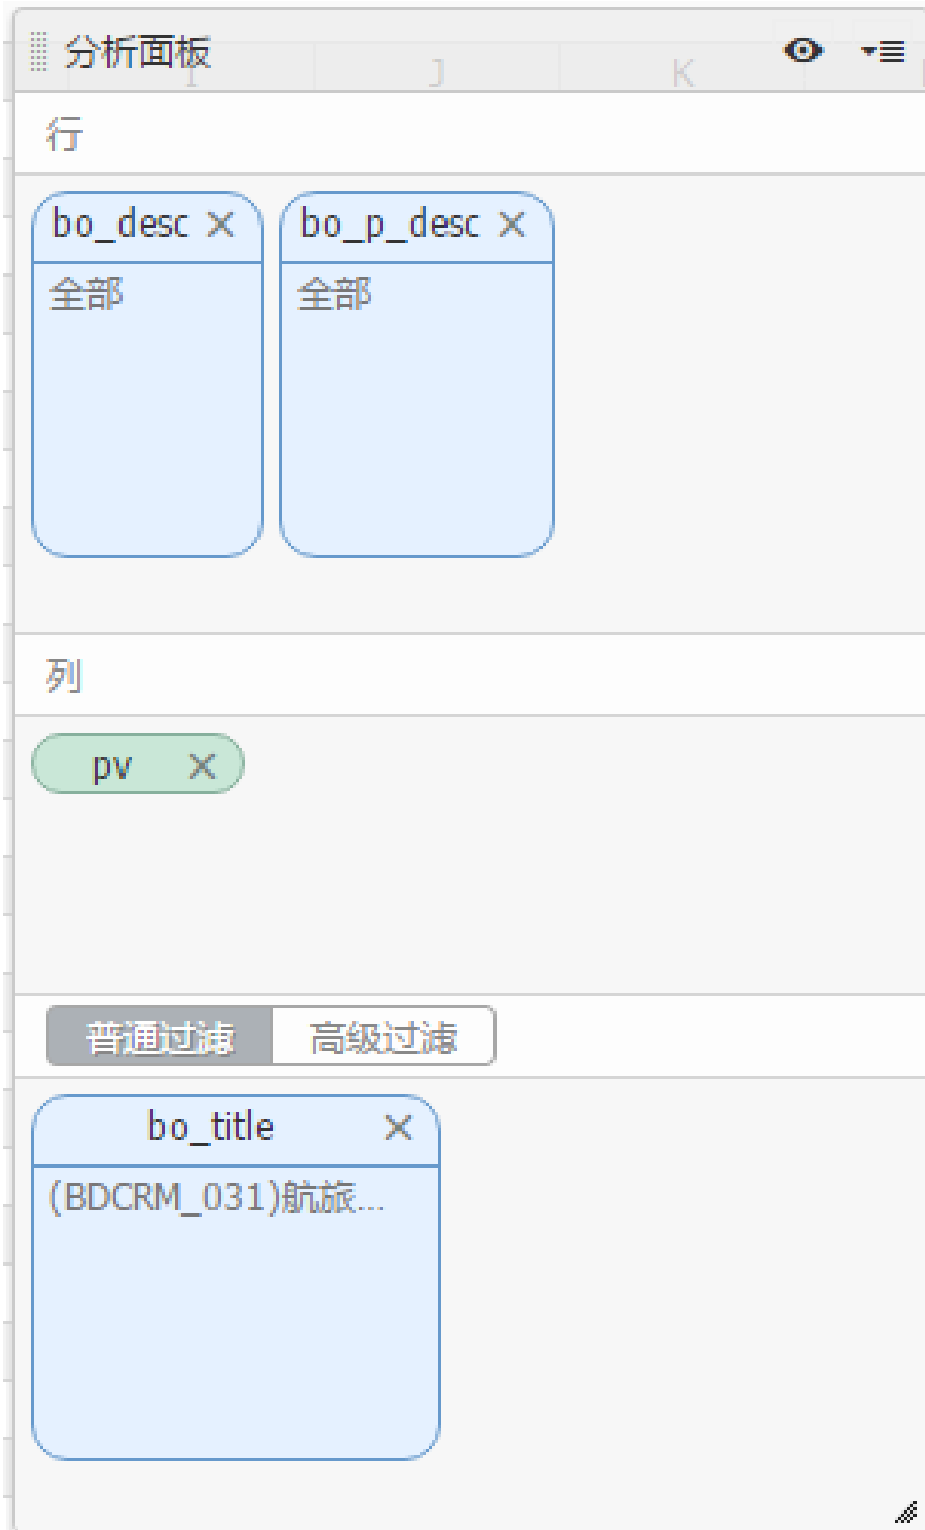 分析面板
I J K
行
bo_desc × bo_p_desc ×
全部 全部
列
pv ×
普通过滤 高级过滤
bo_title ×
(BDCRM_031)航旅...